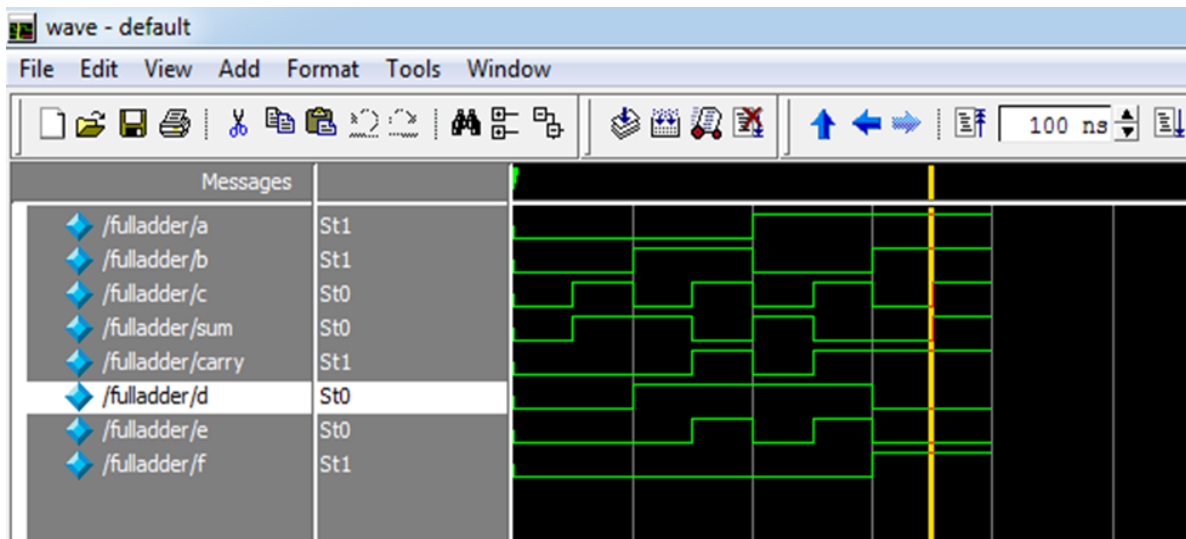 wave - default
File Edit View Add Format Tools Window
100 ns
Messages
/fulladder/a St1
/fulladder/b St1
/fulladder/c St0
/fulladder/sum St0
/fulladder/carry St1
/fulladder/d St0
/fulladder/e St0
/fulladder/f St1